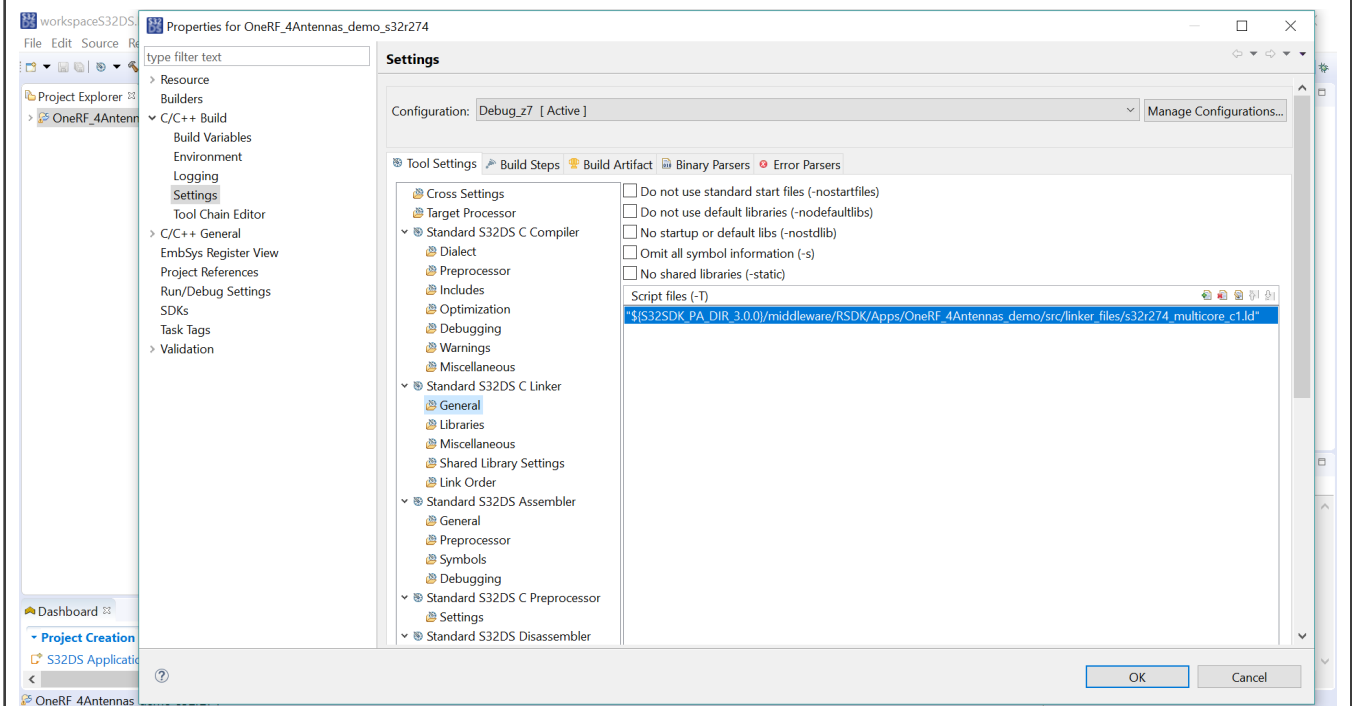 workspaceS32DS.
Properties for OneRF_4Antennas_demo_s32r274
File Edit Source Re
type filter text
Settings
Resource
Project Explorer
Builders
OneRF_4Antenn
C/C++ Build
Configuration: Debug_z7 [ Active ] Manage Configurations...
Build Variables
Environment
Logging
Settings
Tool Chain Editor
C/C++ General
EmbSys Register View
Project References
Run/Debug Settings
SDKs
Task Tags
Validation
Tool Settings Build Steps Build Artifact Binary Parsers Error Parsers
Cross Settings
Target Processor
Standard S32DS C Compiler
Dialect
Preprocessor
Includes
Optimization
Debugging
Warnings
Miscellaneous
Standard S32DS C Linker
General
Libraries
Miscellaneous
Shared Library Settings
Link Order
Standard S32DS Assembler
General
Preprocessor
Symbols
Debugging
Standard S32DS C Preprocessor
Settings
Standard S32DS Disassembler
Do not use standard start files (-nostartfiles)
Do not use default libraries (-nodefaultlibs)
No startup or default libs (-nostdlib)
Omit all symbol information (-s)
No shared libraries (-static)
Script files (-T)
"$(S32SDK_PA_DIR_3.0.0)/middleware/RSDK/Apps/OneRF_4Antennas_demo/src/linker_files/s32r274_multicore_c1.ld"
Dashboard
Project Creation
S32DS Applicatio
OK Cancel
OneRF_4Antennas